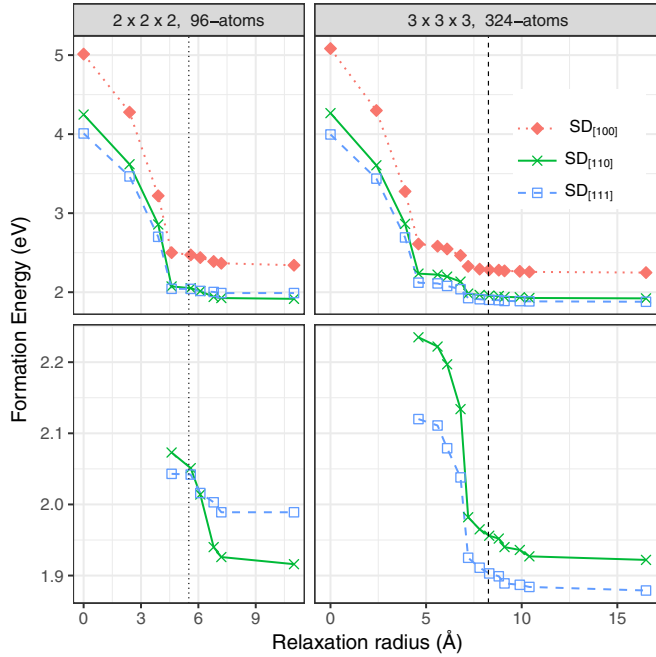 2 x 2 x 2,  96−atoms
3 x 3 x 3,  324−atoms
Formation Energy (eV)
5
4
3
2
SD[100]
SD[110]
SD[111]
2.2
2.1
2.0
1.9
0 3 6 9
0 5 10 15
Relaxation radius (Å)